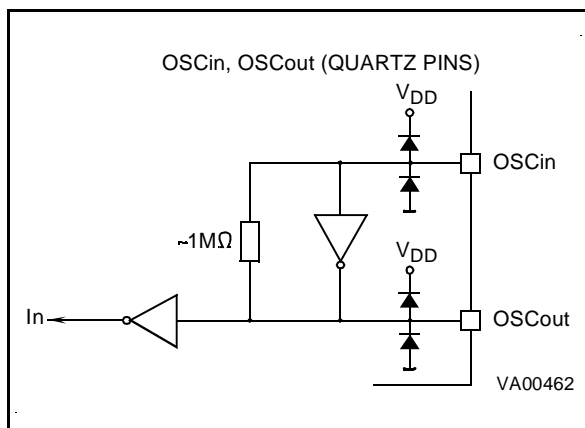 OSCin, OSCout (QUARTZ PINS)
VDD
OSCin
~1MΩ
VDD
In
OSCout
VA00462